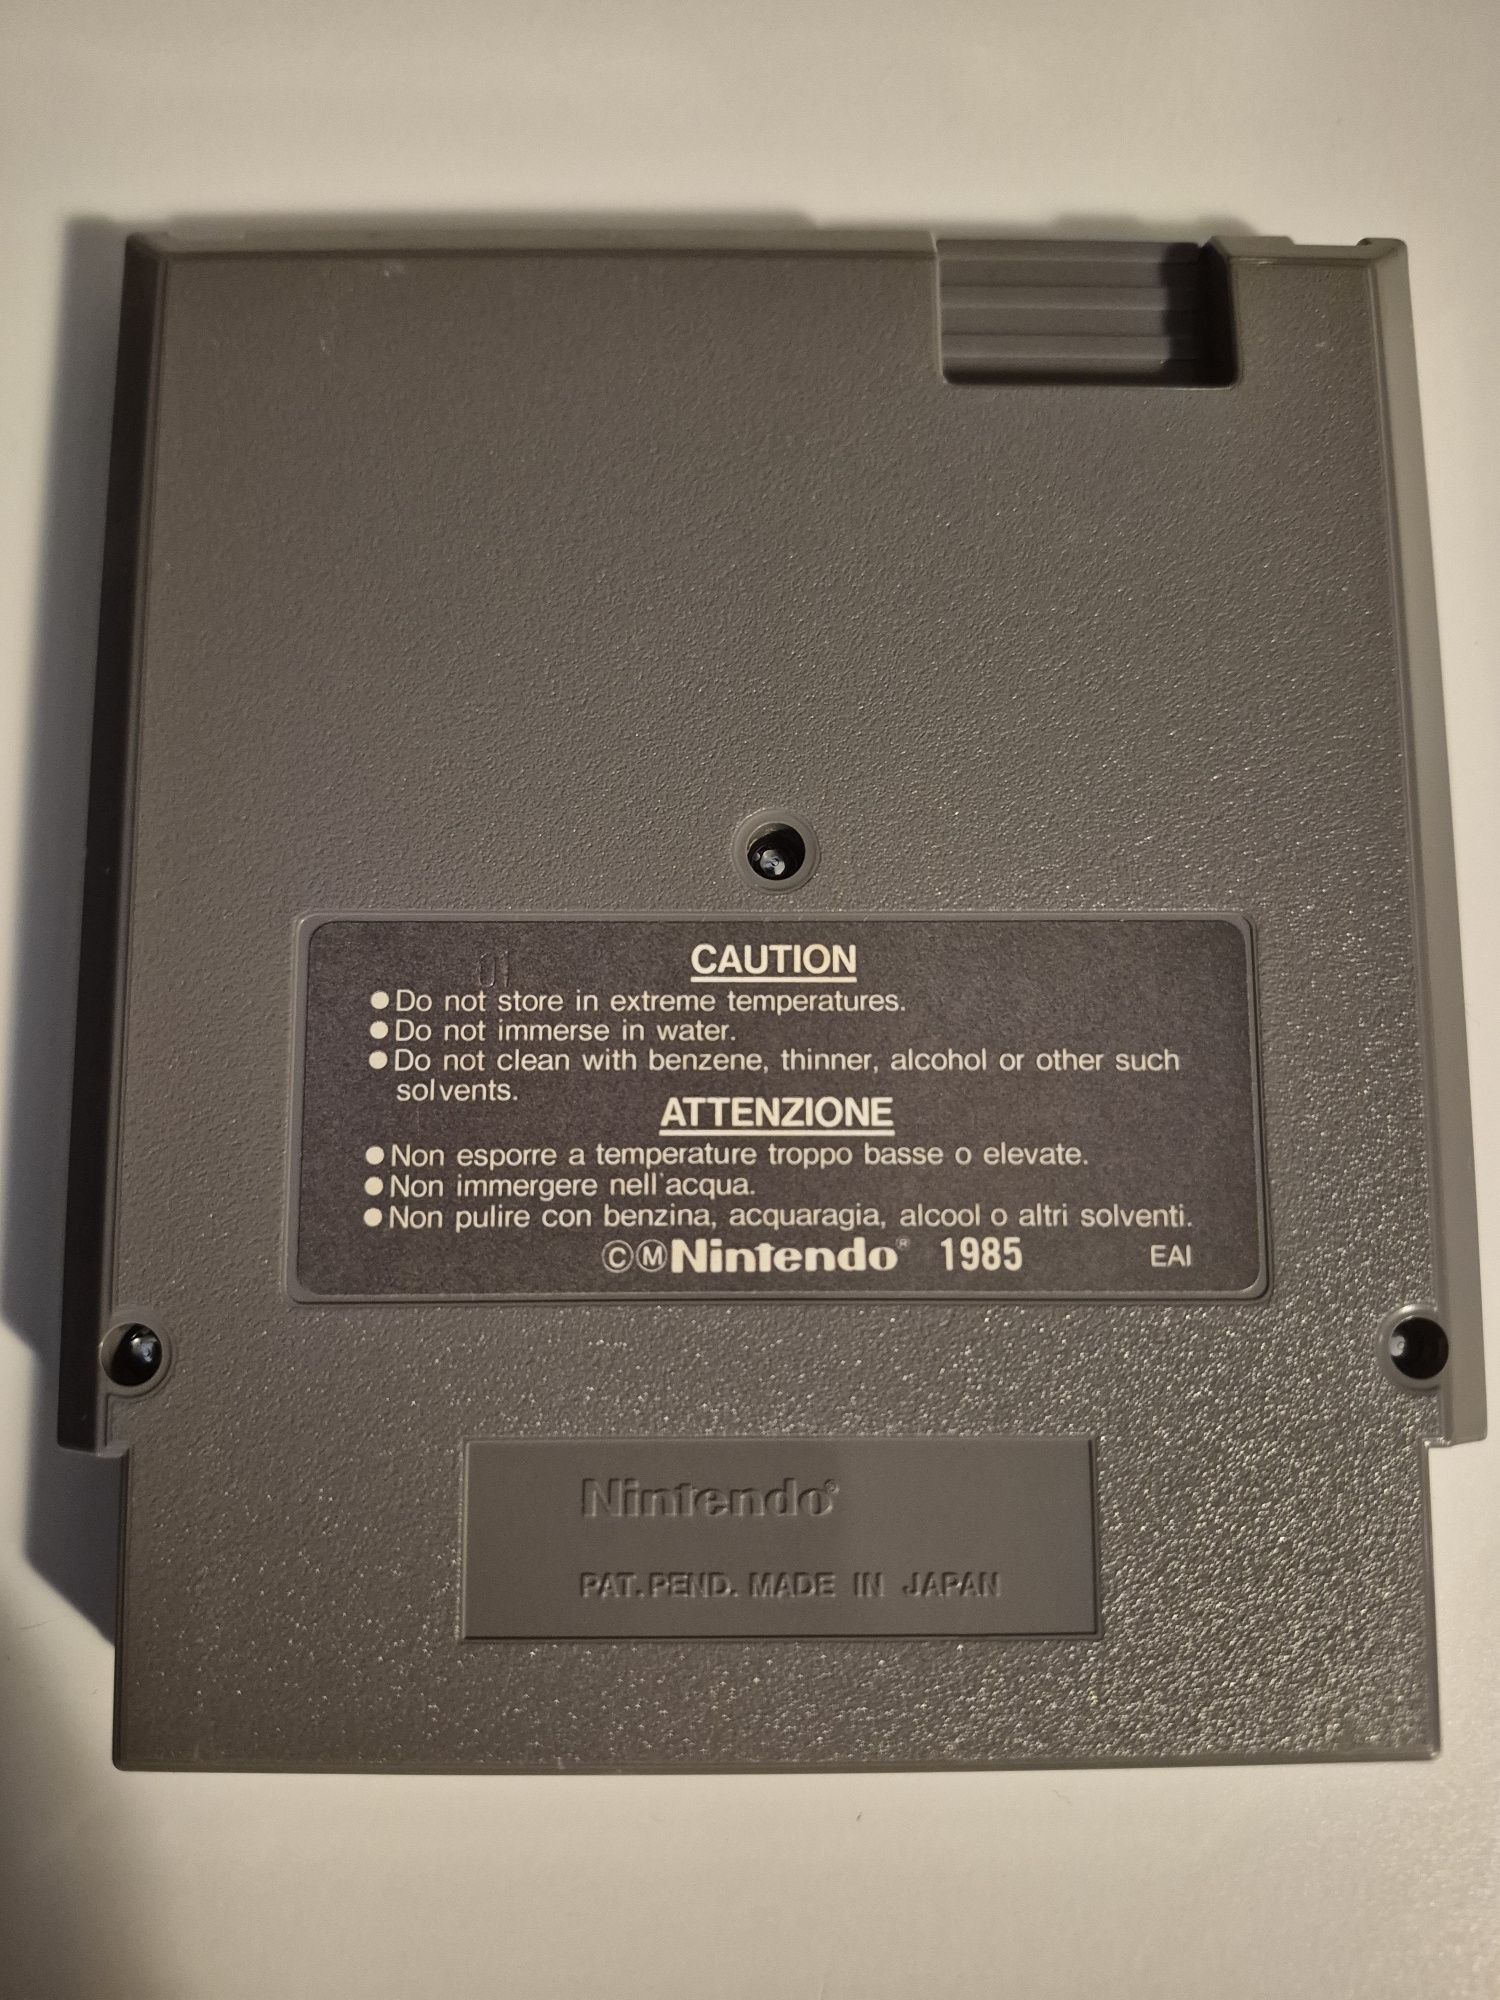 CAUTION
01
●Do not store in extreme temperatures.
●Do not immerse in water.
●Do not clean with benzene, thinner, alcohol or other such
solvents.
ATTENZIONE
●Non esporre a temperature troppo basse o elevate.
●Non immergere nell'acqua.
●Non pulire con benzina, acquaragia, alcool o altri solventi.
©ⓂNintendo® 1985 EAI
Nintendo®
PAT. PEND. MADE IN JAPAN